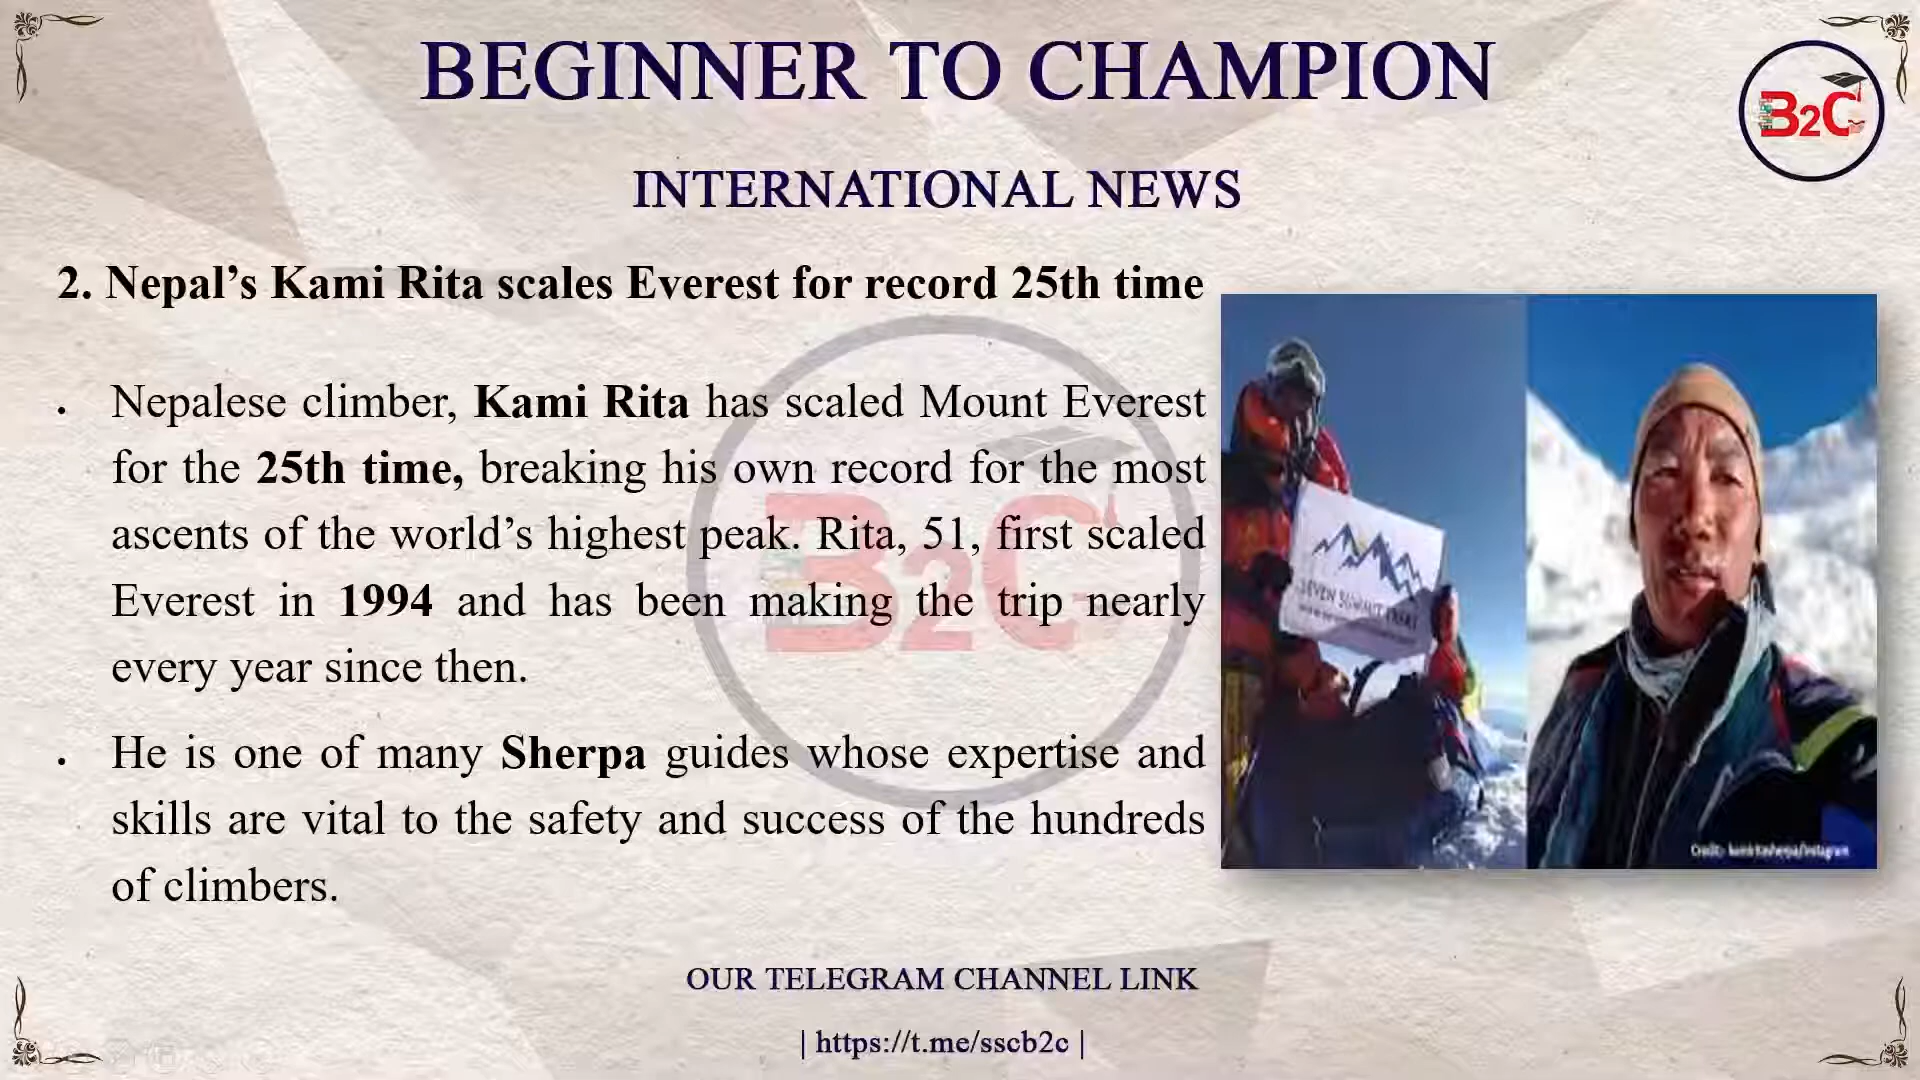 BEGINNER TO CHAMPION
B2C
INTERNATIONAL NEWS
2. Nepal’s Kami Rita scales Everest for record 25th time
• Nepalese climber, Kami Rita has scaled Mount Everest
for the 25th time, breaking his own record for the most
ascents of the world’s highest peak. Rita, 51, first scaled
Everest in 1994 and has been making the trip nearly
every year since then.
• He is one of many Sherpa guides whose expertise and
skills are vital to the safety and success of the hundreds
of climbers.
B2C
SEVEN SUMMIT TREKS
OUR TELEGRAM CHANNEL LINK
| https://t.me/sscb2c |